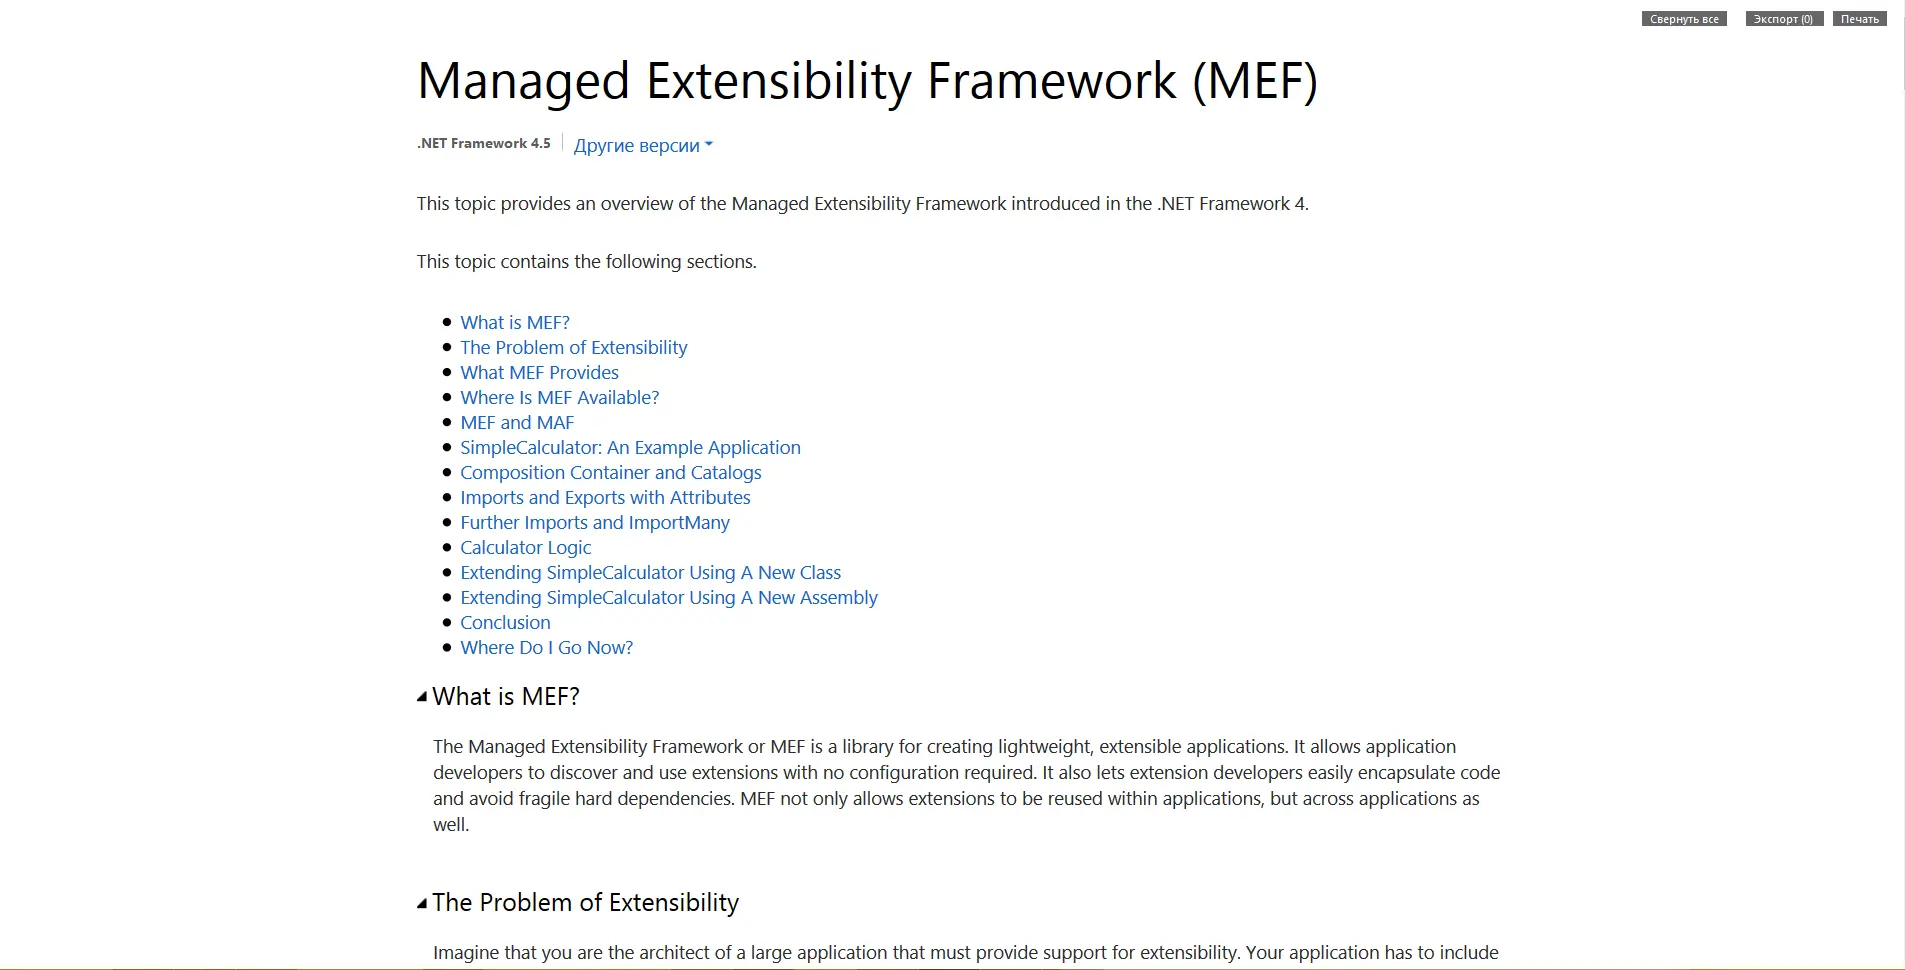 Свернуть все Экспорт (0) Печать
Managed Extensibility Framework (MEF)
.NET Framework 4.5 Другие версии
This topic provides an overview of the Managed Extensibility Framework introduced in the .NET Framework 4.
This topic contains the following sections.
What is MEF?
The Problem of Extensibility
What MEF Provides
Where Is MEF Available?
MEF and MAF
SimpleCalculator: An Example Application
Composition Container and Catalogs
Imports and Exports with Attributes
Further Imports and ImportMany
Calculator Logic
Extending SimpleCalculator Using A New Class
Extending SimpleCalculator Using A New Assembly
Conclusion
Where Do I Go Now?
What is MEF?
The Managed Extensibility Framework or MEF is a library for creating lightweight, extensible applications. It allows application
developers to discover and use extensions with no configuration required. It also lets extension developers easily encapsulate code
and avoid fragile hard dependencies. MEF not only allows extensions to be reused within applications, but across applications as
well.
The Problem of Extensibility
Imagine that you are the architect of a large application that must provide support for extensibility. Your application has to include